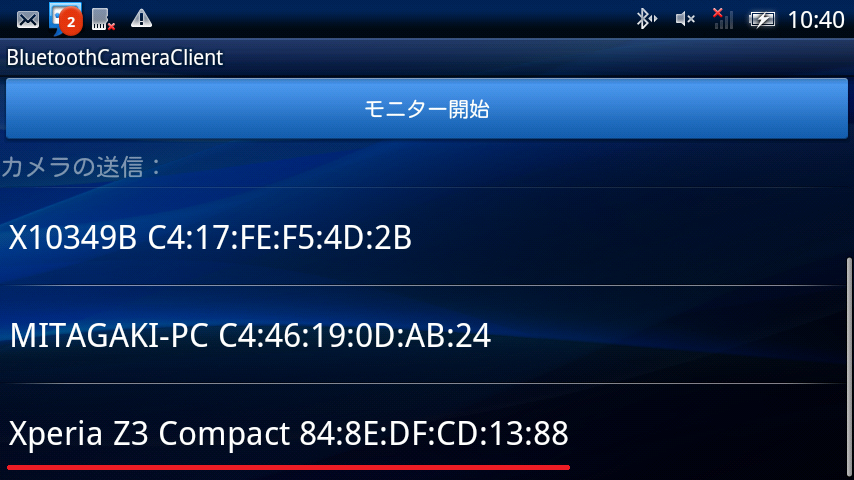 2
10:40
BluetoothCameraClient
モニター開始
カメラの送信：
X10349B C4:17:FE:F5:4D:2B
MITAGAKI-PC C4:46:19:0D:AB:24
Xperia Z3 Compact 84:8E:DF:CD:13:88